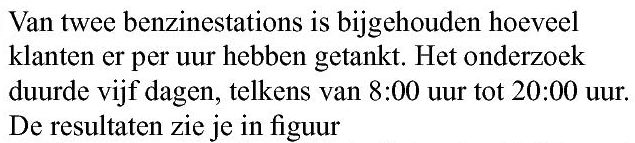 Van twee benzinestations is bijgehouden hoeveel
klanten er per uur hebben getankt. Het onderzoek
duurde vijf dagen, telkens van 8:00 uur tot 20:00 uur.
De resultaten zie je in figuur